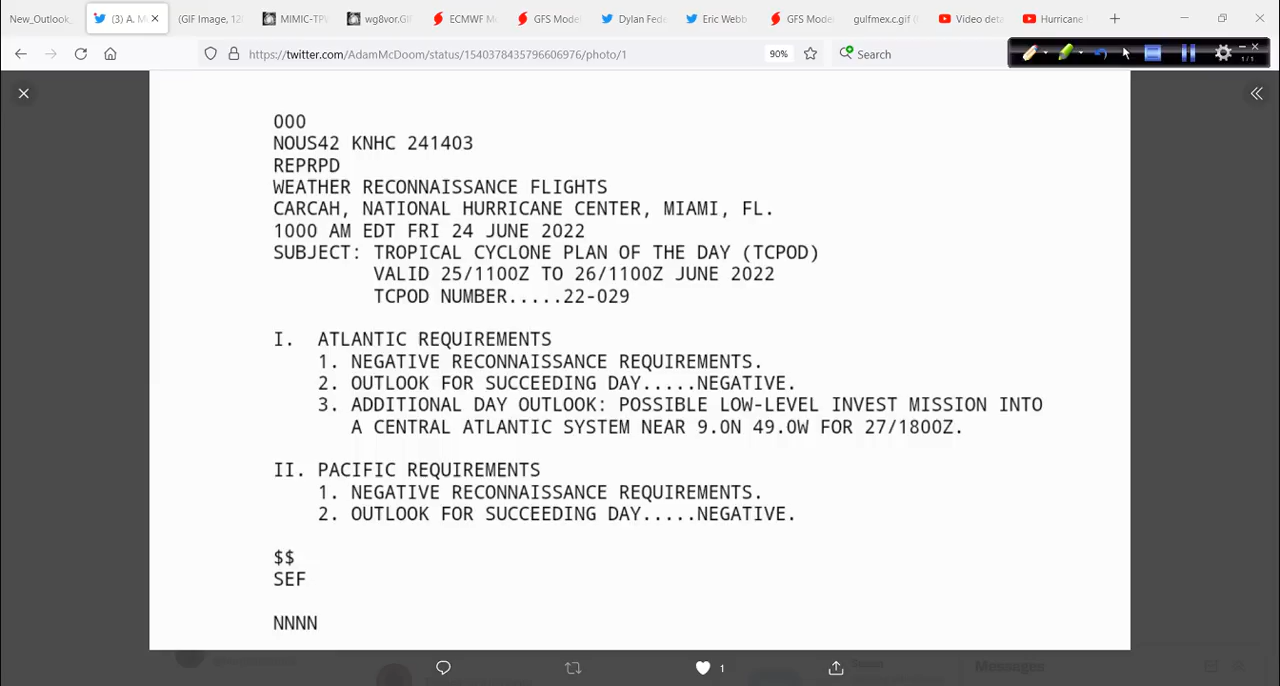 New_Outlook_
(3) A. M
(GIF Image, 12
MIMIC-TPW
wg8vor.GIF
ECMWF Mo
GFS Mode
Dylan Fede
Eric Webb
GFS Mode
gulfmex.c.gif (
Video deta
Hurricane
https://twitter.com/AdamMcDoom/status/1540378435796606976/photo/1
90%
Search
1/1
000
NOUS42 KNHC 241403
REPRPD
WEATHER RECONNAISSANCE FLIGHTS
CARCAH, NATIONAL HURRICANE CENTER, MIAMI, FL.
1000 AM EDT FRI 24 JUNE 2022
SUBJECT: TROPICAL CYCLONE PLAN OF THE DAY (TCPOD)
VALID 25/1100Z TO 26/1100Z JUNE 2022
TCPOD NUMBER.....22-029
I. ATLANTIC REQUIREMENTS
1. NEGATIVE RECONNAISSANCE REQUIREMENTS.
2. OUTLOOK FOR SUCCEEDING DAY.....NEGATIVE.
3. ADDITIONAL DAY OUTLOOK: POSSIBLE LOW-LEVEL INVEST MISSION INTO
A CENTRAL ATLANTIC SYSTEM NEAR 9.0N 49.0W FOR 27/1800Z.
II. PACIFIC REQUIREMENTS
1. NEGATIVE RECONNAISSANCE REQUIREMENTS.
2. OUTLOOK FOR SUCCEEDING DAY.....NEGATIVE.
$$
SEF
NNNN
1
Messages